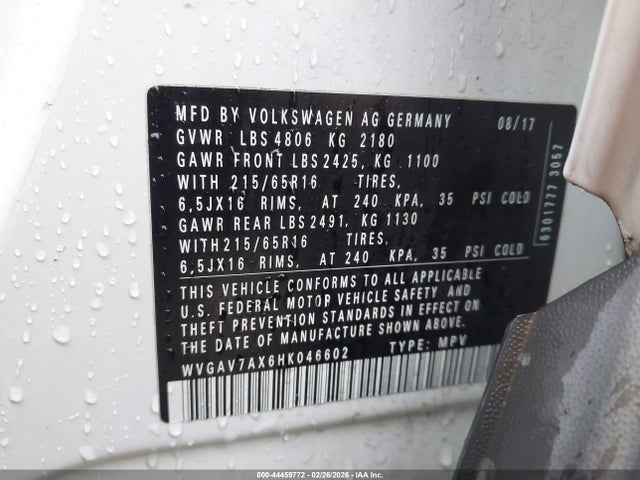 MFD BY VOLKSWAGEN AG GERMANY 08/17
GVWR LBS 4806 KG 2180
GAWR FRONT LBS 2425, KG 1100
WITH 215/65R16 TIRES,
6,5JX16 RIMS, AT 240 KPA, 35 PSI COLD
GAWR REAR LBS 2491, KG 1130
WITH 215/65R16 TIRES,
6,5JX16 RIMS, AT 240 KPA, 35 PSI COLD
THIS VEHICLE CONFORMS TO ALL APPLICABLE
U.S. FEDERAL MOTOR VEHICLE SAFETY AND
THEFT PREVENTION STANDARDS IN EFFECT ON
THE DATE OF MANUFACTURE SHOWN ABOVE.
WVGAV7AX6HK046602 TYPE: MPV
6301777 3057
000-44459772 - 02/26/2026 - IAA Inc.